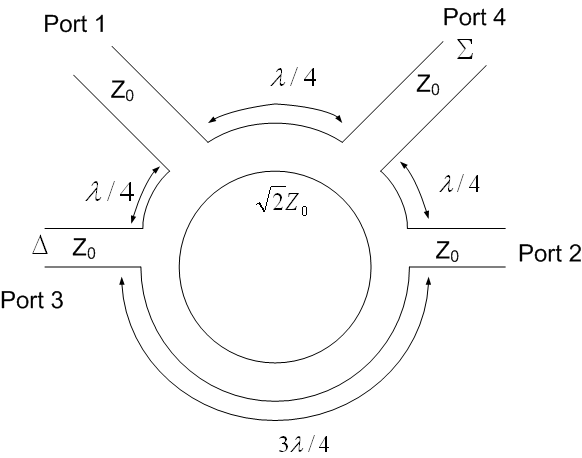 Port 1
Port 4
Σ
λ/4
Z₀
Z₀
λ/4
λ/4
√2Z₀
Δ
Z₀
Z₀
Port 2
Port 3
3λ/4